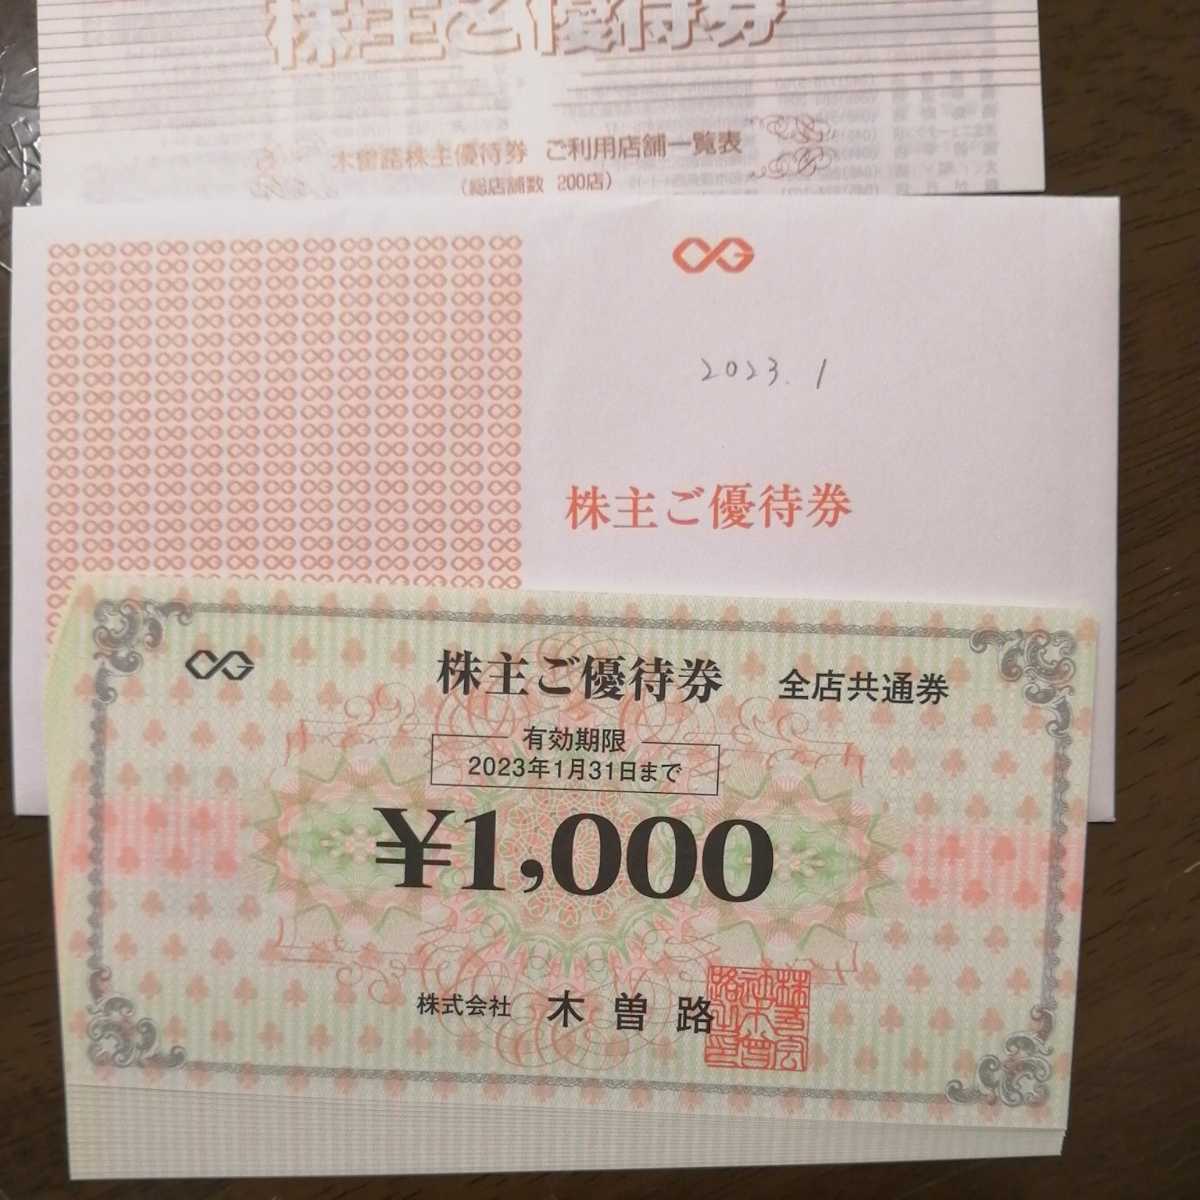 株主ご優待券
木曽路株主優待券 ご利用店舗一覧表
(総店舗数 200店)
2023.1
株主ご優待券
株主ご優待券 全店共通券
有効期限
2023年1月31日まで
¥1,000
株式会社 木曽路